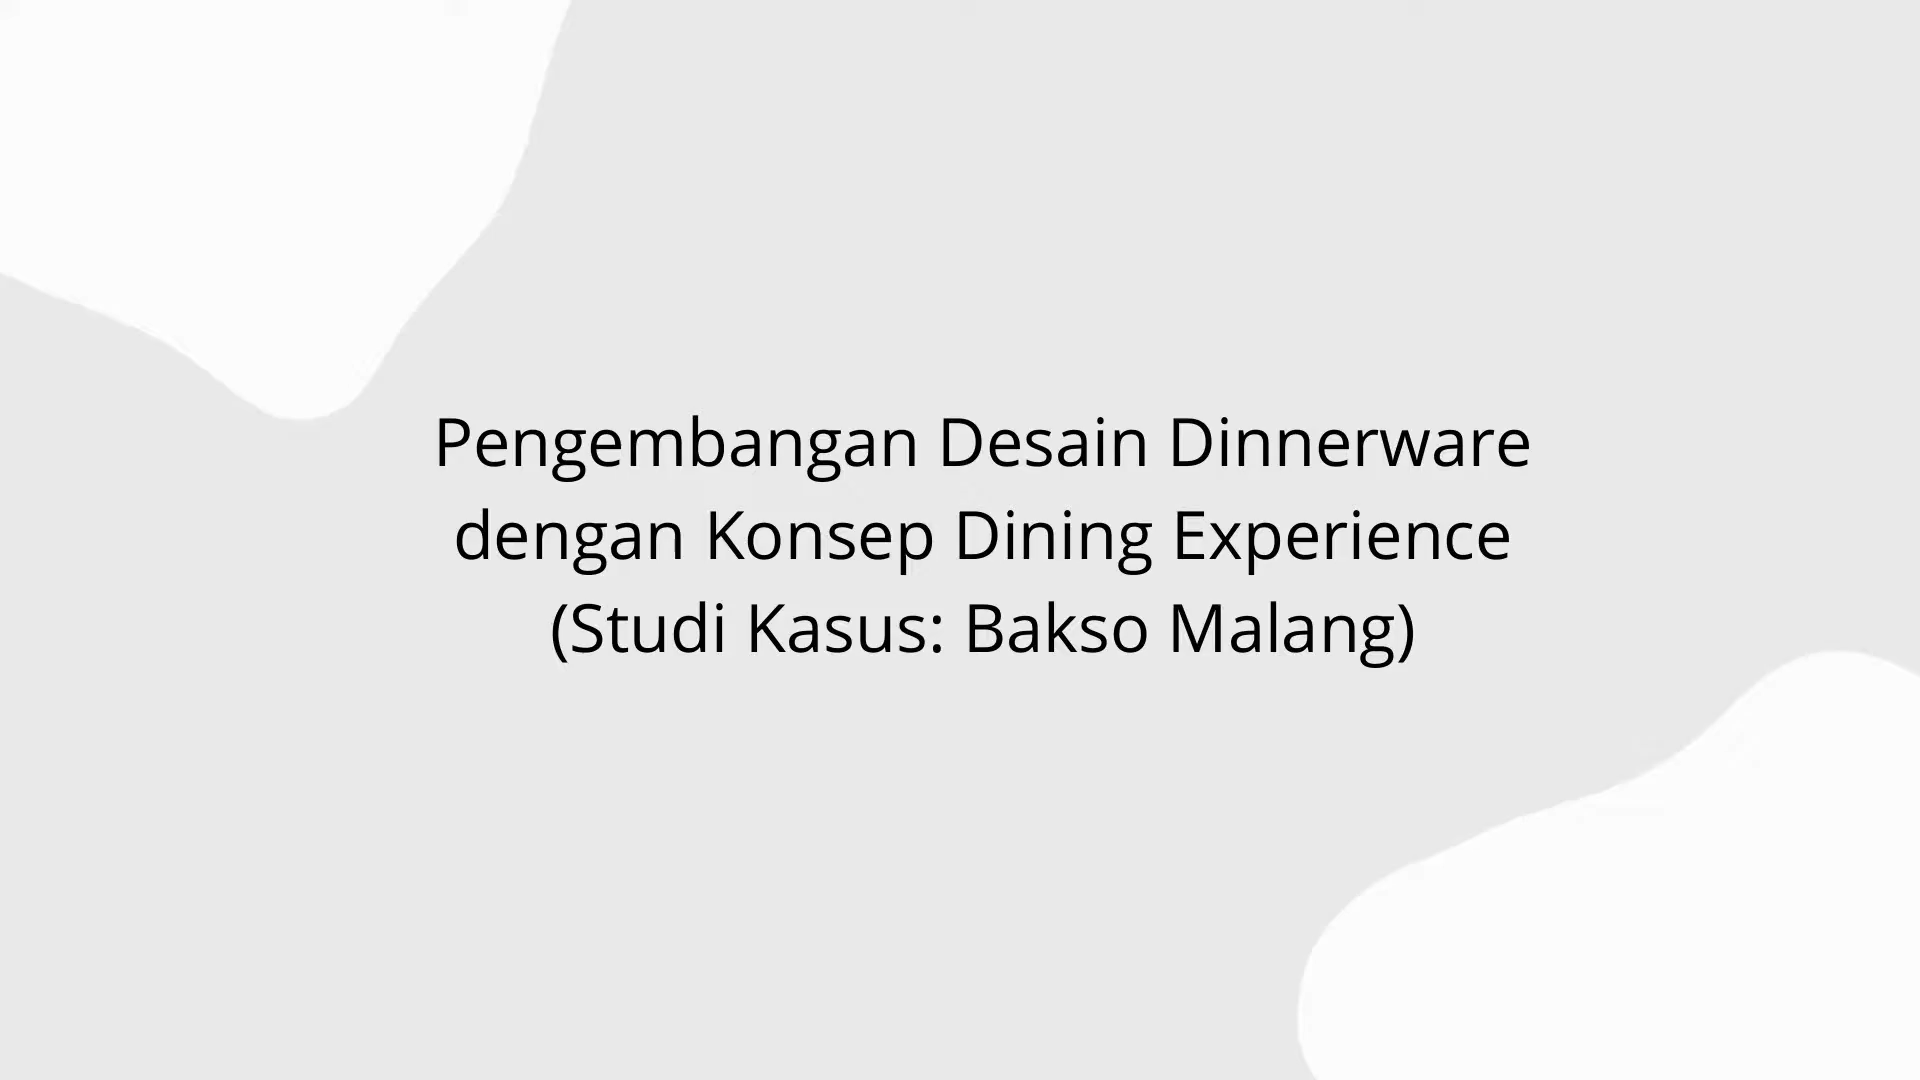 Pengembangan Desain Dinnerware
dengan Konsep Dining Experience
(Studi Kasus: Bakso Malang)